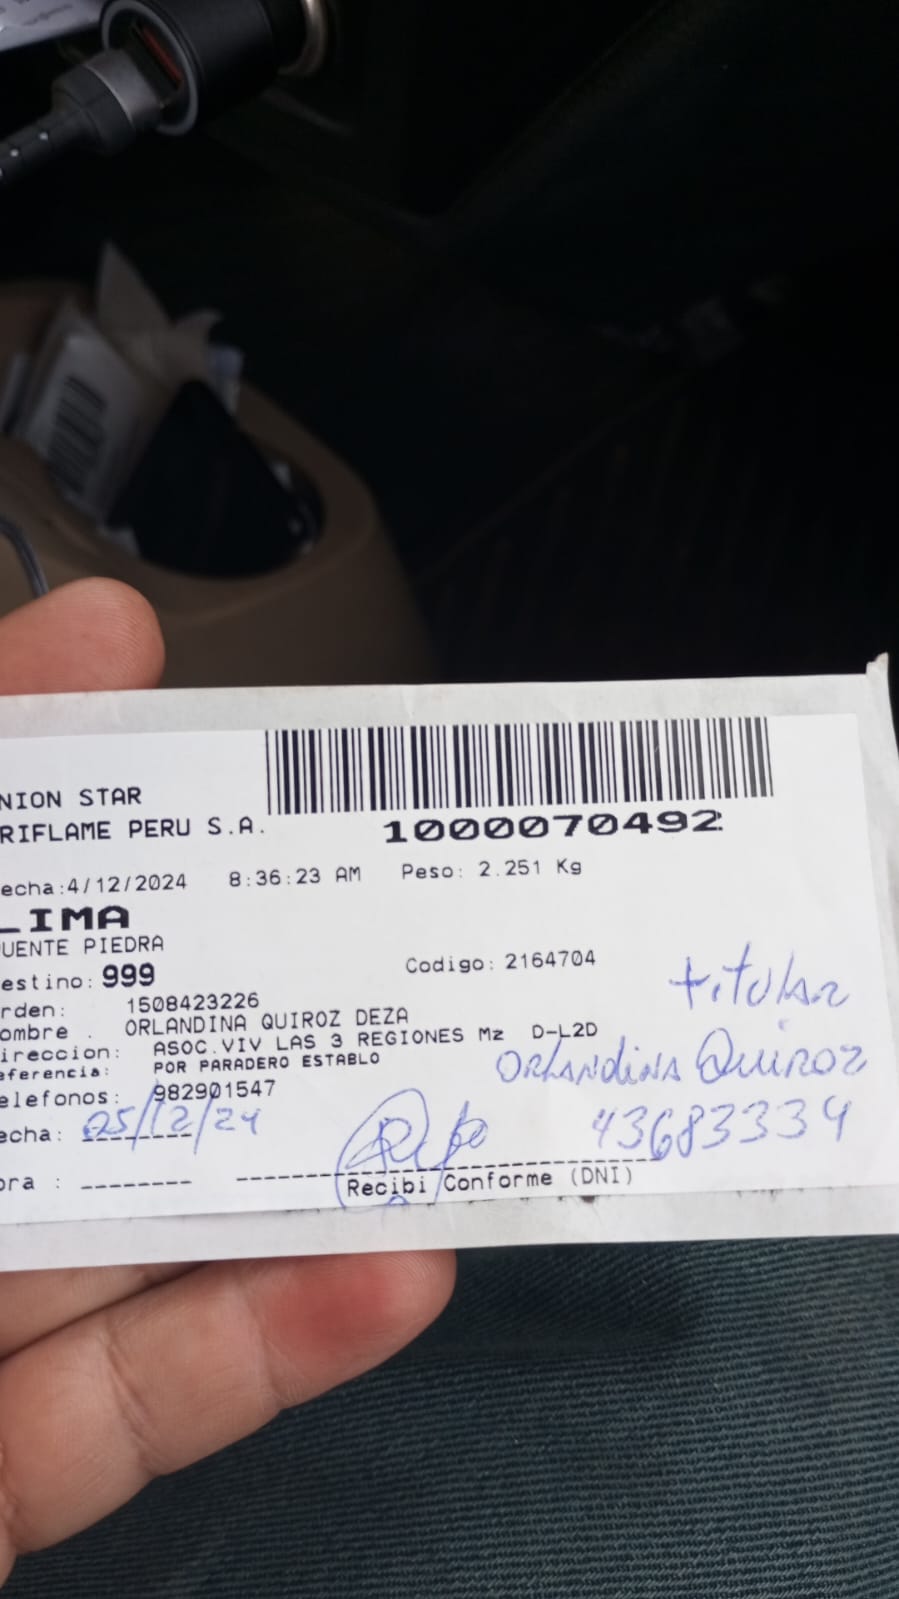 NION STAR
RIFLAME PERU S.A.
1000070492
echa:4/12/2024 8:36:23 AM Peso: 2.251 Kg
LIMA
UENTE PIEDRA
estino: 999 Codigo: 2164704
rden: 1508423226
ombre . ORLANDINA QUIROZ DEZA
ireccion: ASOC.VIV LAS 3 REGIONES Mz D-L2D
eferencia: POR PARADERO ESTABLO
elefonos: 982901547
echa: 05/12/24
ora :
Recibi Conforme (DNI)
titular
Orlandina Quiroz
43683334